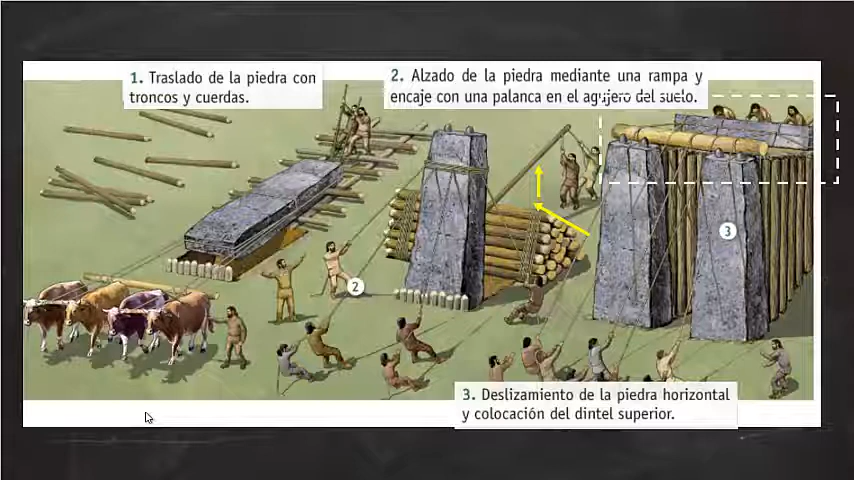 1. Traslado de la piedra con
troncos y cuerdas.
2. Alzado de la piedra mediante una rampa y
encaje con una palanca en el agujero del suelo.
3
2
3. Deslizamiento de la piedra horizontal
y colocación del dintel superior.